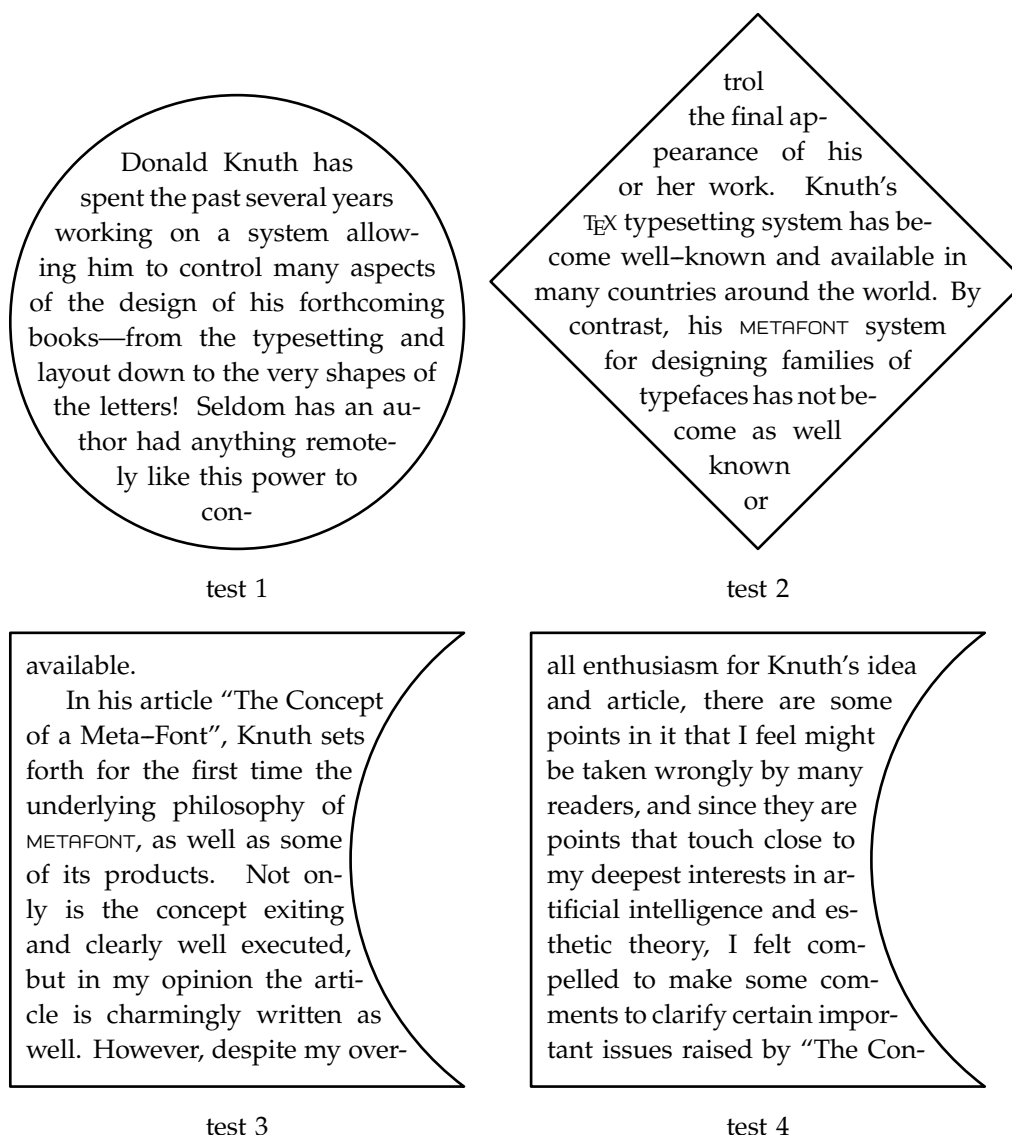 Donald Knuth has
spent the past several years
working on a system allow-
ing him to control many aspects
of the design of his forthcoming
books—from the typesetting and
layout down to the very shapes of
the letters! Seldom has an au-
thor had anything remote-
ly like this power to
con-
test 1
trol
the final ap-
pearance of his
or her work. Knuth’s
TEX typesetting system has be-
come well–known and available in
many countries around the world. By
contrast, his METAFONT system
for designing families of
typefaces has not be-
come as well
known
or
test 2
available.
In his article “The Concept
of a Meta–Font”, Knuth sets
forth for the first time the
underlying philosophy of
METAFONT, as well as some
of its products. Not on-
ly is the concept exiting
and clearly well executed,
but in my opinion the arti-
cle is charmingly written as
well. However, despite my over-
test 3
all enthusiasm for Knuth’s idea
and article, there are some
points in it that I feel might
be taken wrongly by many
readers, and since they are
points that touch close to
my deepest interests in ar-
tificial intelligence and es-
thetic theory, I felt com-
pelled to make some com-
ments to clarify certain impor-
tant issues raised by “The Con-
test 4